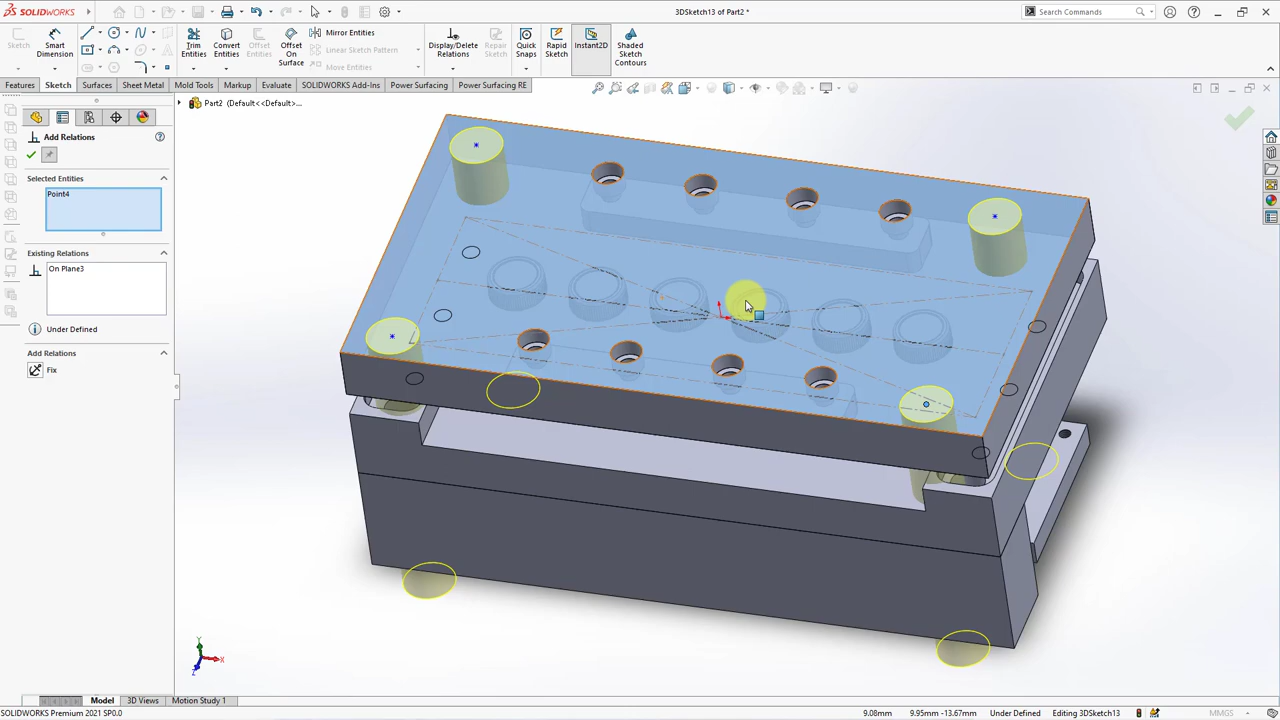 SOLIDWORKS
3DSketch13 of Part2 *
Search Commands
Sketch
Smart Dimension
Trim Entities
Convert Entities
Offset Entities
Offset On Surface
Mirror Entities
Linear Sketch Pattern
Move Entities
Display/Delete Relations
Repair Sketch
Quick Snaps
Rapid Sketch
Instant2D
Shaded Sketch Contours
Features
Sketch
Surfaces
Sheet Metal
Mold Tools
Markup
Evaluate
SOLIDWORKS Add-Ins
Power Surfacing
Power Surfacing RE
Part2 (Default<<Default>...
Add Relations
Selected Entities
Point4
Existing Relations
On Plane3
Under Defined
Add Relations
Fix
Y
X
Z
Model
3D Views
Motion Study 1
SOLIDWORKS Premium 2021 SP0.0
9.08mm
9.95mm -13.67mm
Under Defined
Editing 3DSketch13
MMGS